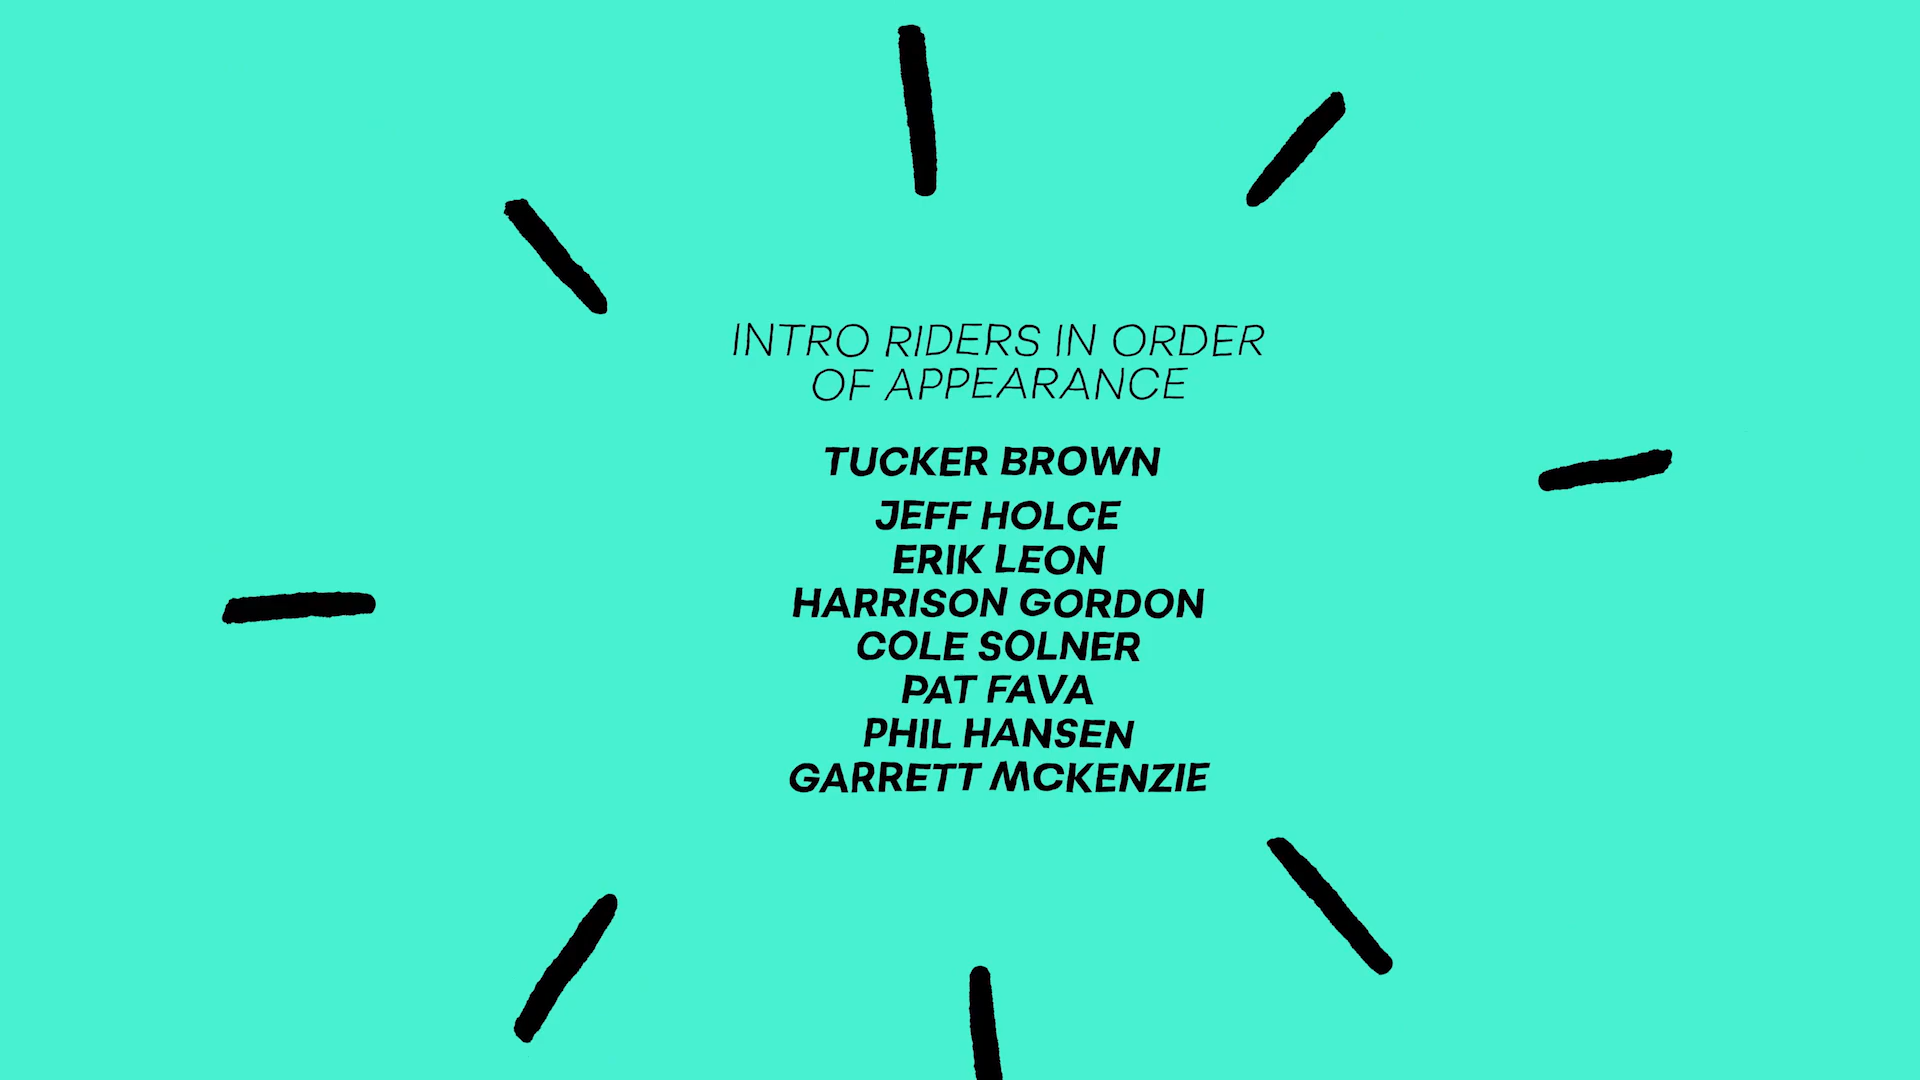 INTRO RIDERS IN ORDER
OF APPEARANCE
TUCKER BROWN
JEFF HOLCE
ERIK LEON
HARRISON GORDON
COLE SOLNER
PAT FAVA
PHIL HANSEN
GARRETT MCKENZIE